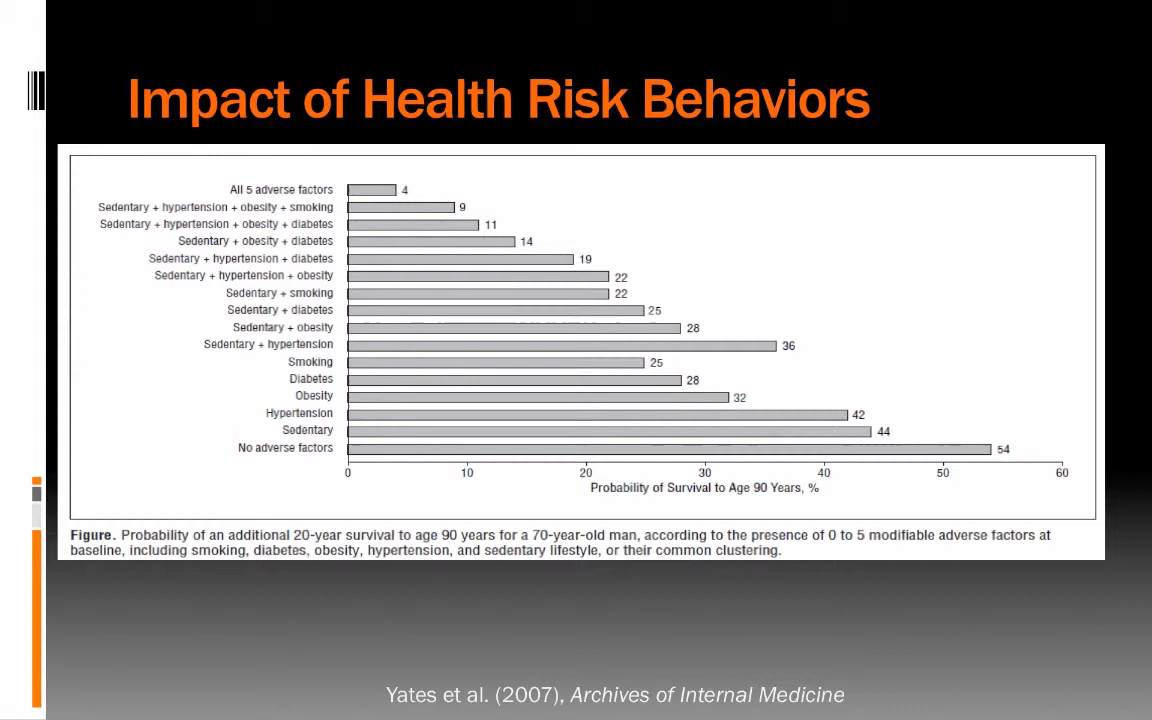 Impact of Health Risk Behaviors
All 5 adverse factors 4
Sedentary + hypertension + obesity + smoking 9
Sedentary + hypertension + obesity + diabetes 11
Sedentary + obesity + diabetes 14
Sedentary + hypertension + diabetes 19
Sedentary + hypertension + obesity 22
Sedentary + smoking 22
Sedentary + diabetes 25
Sedentary + obesity 28
Sedentary + hypertension 36
Smoking 25
Diabetes 28
Obesity 32
Hypertension 42
Sedentary 44
No adverse factors 54
0 10 20 30 40 50 60
Probability of Survival to Age 90 Years, %
Figure. Probability of an additional 20-year survival to age 90 years for a 70-year-old man, according to the presence of 0 to 5 modifiable adverse factors at
baseline, including smoking, diabetes, obesity, hypertension, and sedentary lifestyle, or their common clustering.
Yates et al. (2007), Archives of Internal Medicine